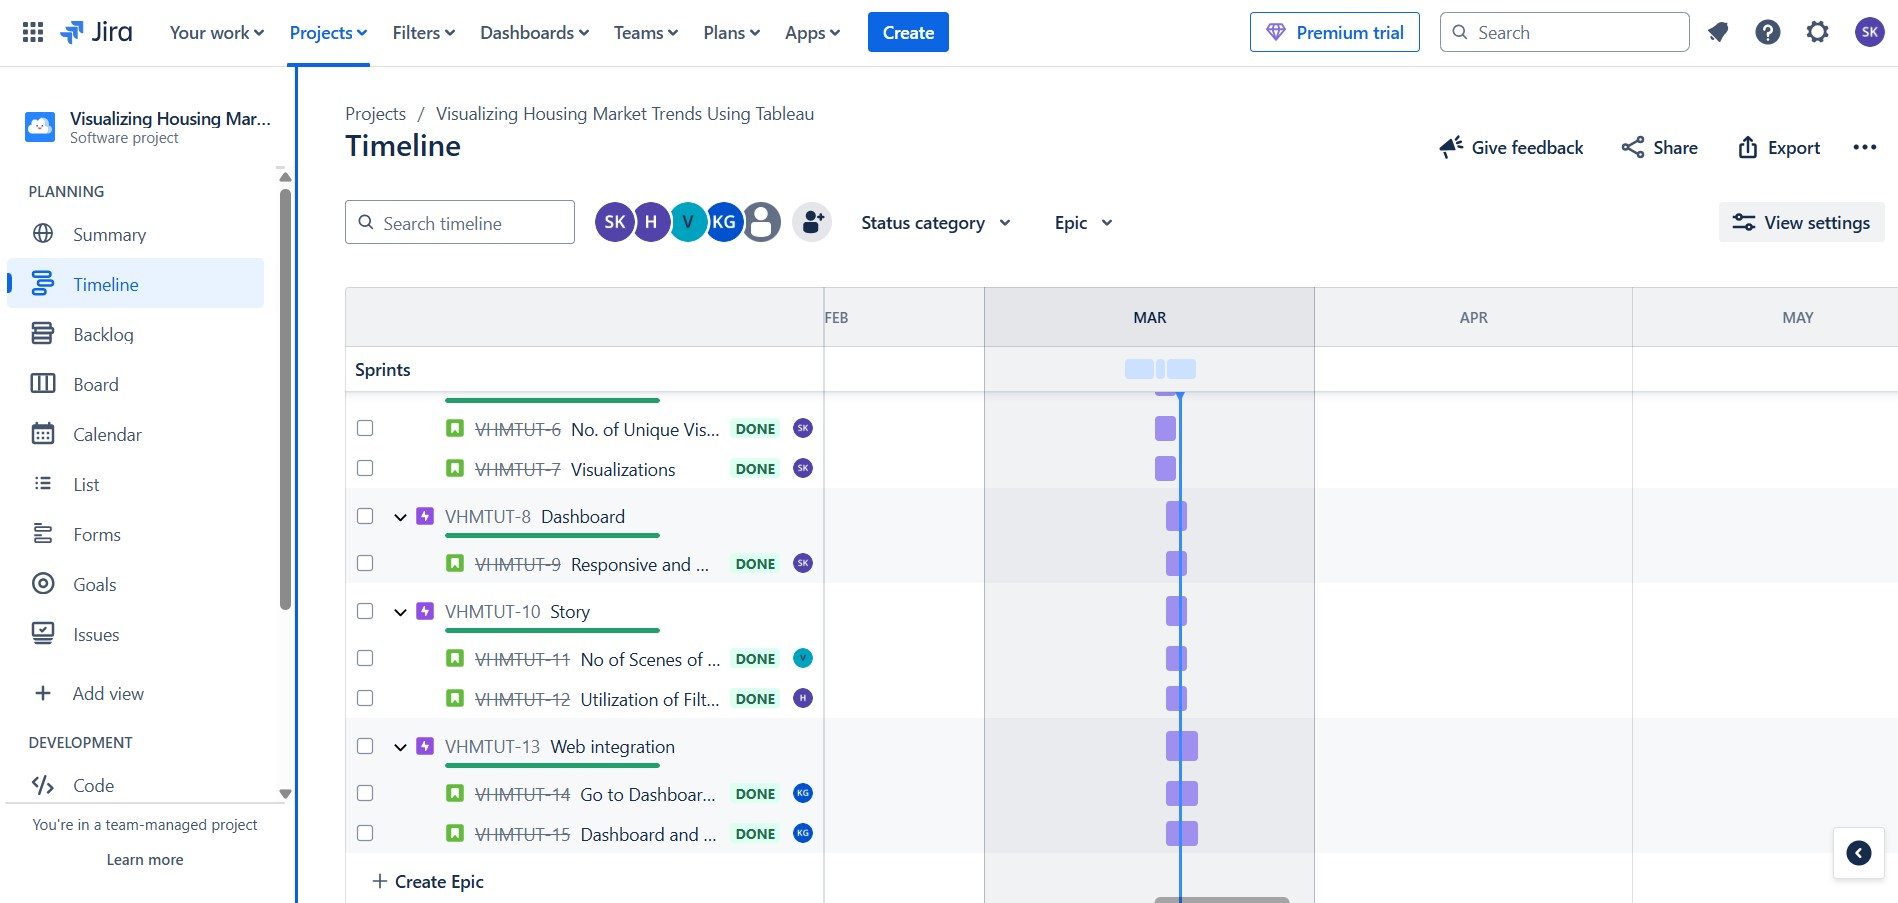 Jira
Your work
Projects
Filters
Dashboards
Teams
Plans
Apps
Create
Premium trial
Search
SK
Visualizing Housing Mar...
Software project
PLANNING
Summary
Timeline
Backlog
Board
Calendar
List
Forms
Goals
Issues
Add view
DEVELOPMENT
Code
You're in a team-managed project
Learn more
Projects / Visualizing Housing Market Trends Using Tableau
Timeline
Give feedback
Share
Export
Search timeline
SK H V KG
Status category
Epic
View settings
FEB MAR APR MAY
Sprints
VHMTUT-6 No. of Unique Vis... DONE SK
VHMTUT-7 Visualizations DONE SK
VHMTUT-8 Dashboard
VHMTUT-9 Responsive and ... DONE SK
VHMTUT-10 Story
VHMTUT-11 No of Scenes of ... DONE V
VHMTUT-12 Utilization of Filt... DONE H
VHMTUT-13 Web integration
VHMTUT-14 Go to Dashboar... DONE KG
VHMTUT-15 Dashboard and ... DONE KG
+ Create Epic